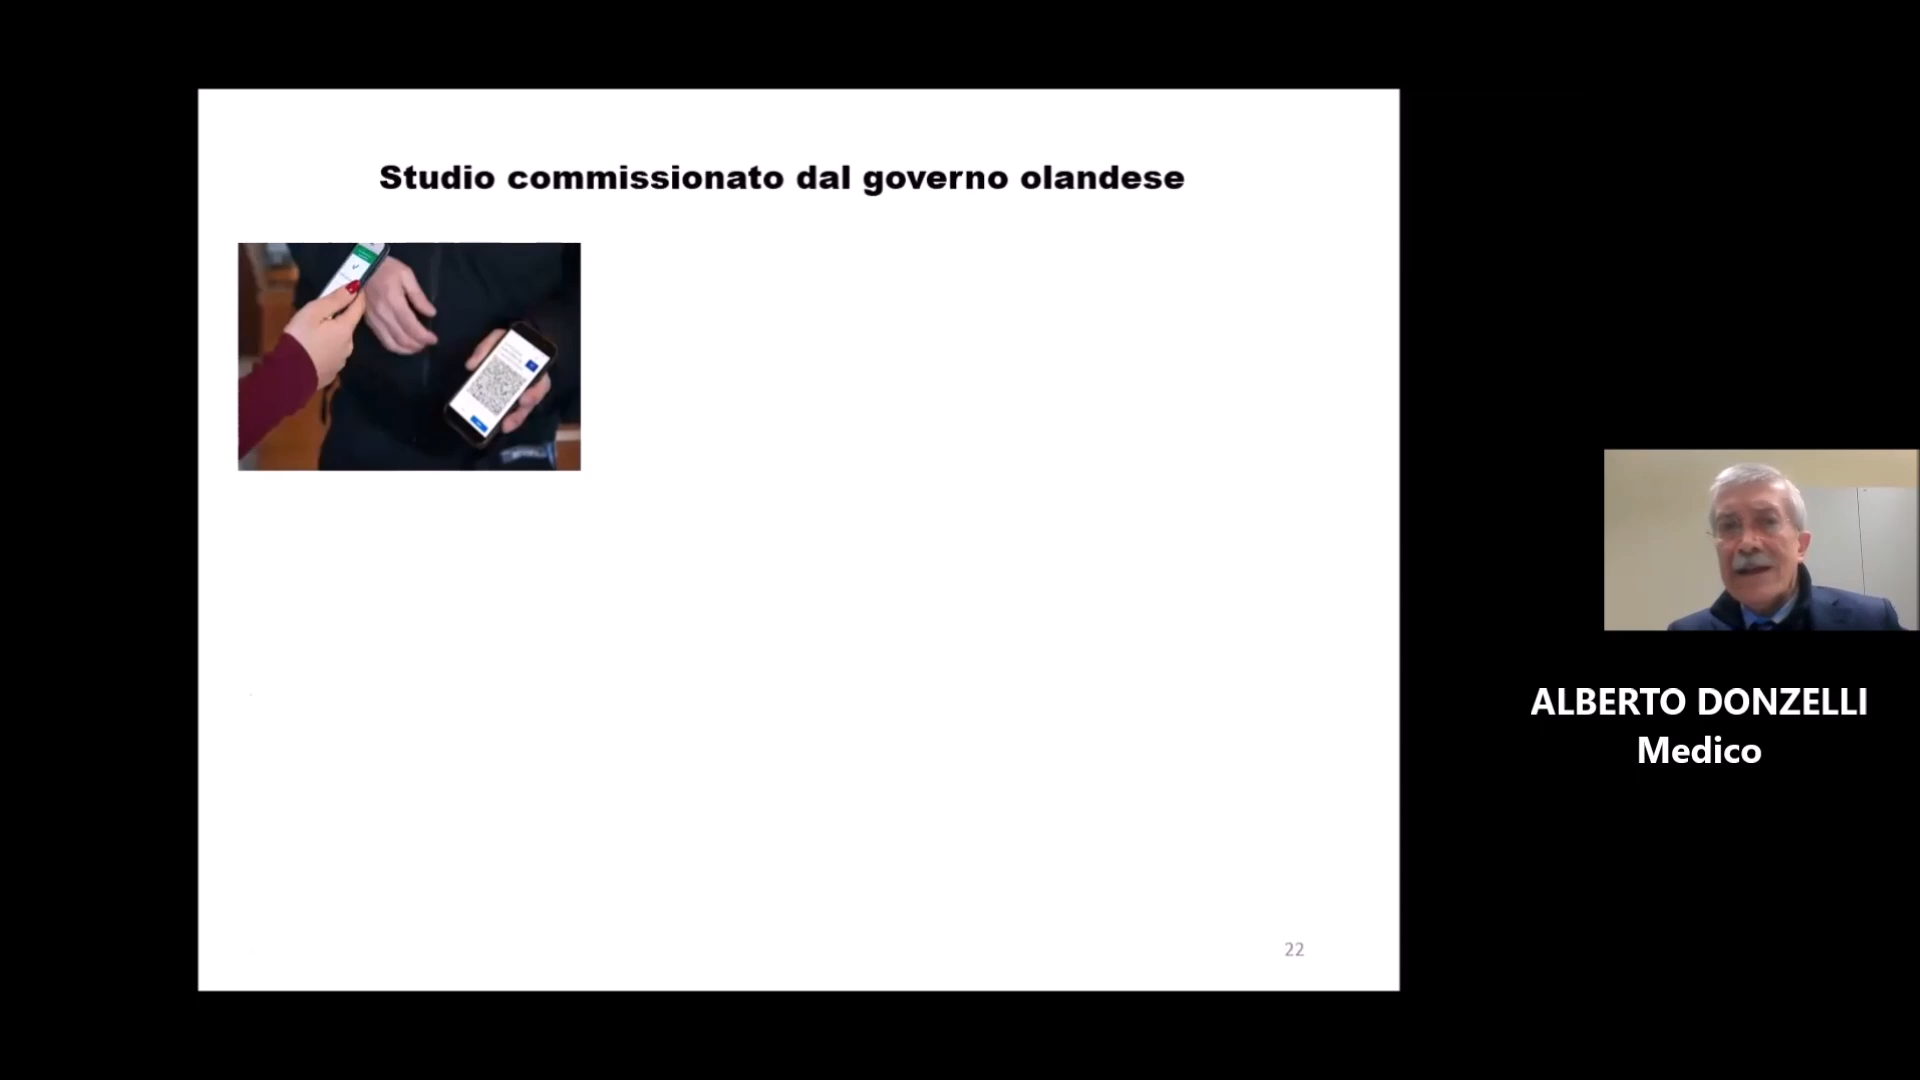 Studio commissionato dal governo olandese
22
ALBERTO DONZELLI
Medico